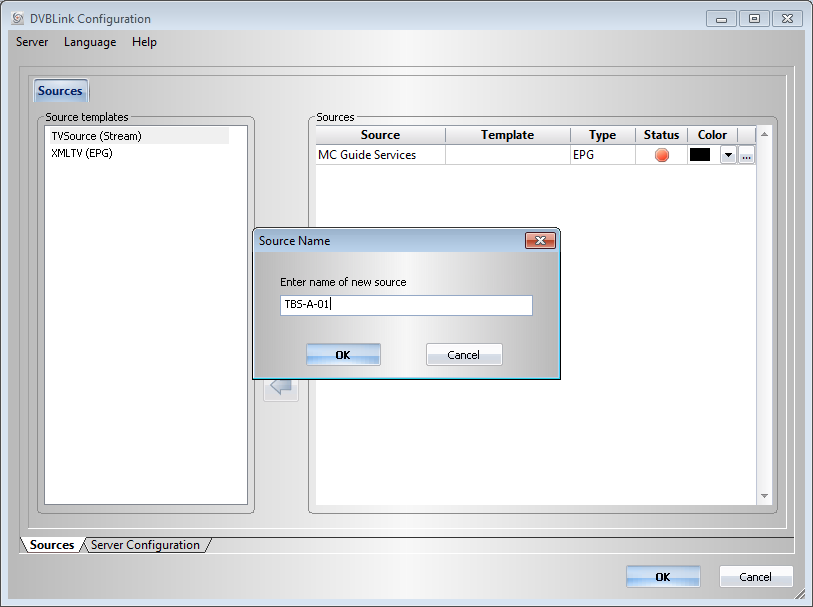 DVBLink Configuration
Server Language Help
Sources
Source templates
TVSource (Stream)
XMLTV (EPG)
Sources
Source Template Type Status Color
MC Guide Services EPG ...
Source Name
Enter name of new source
TBS-A-01
OK Cancel
Sources Server Configuration
OK Cancel